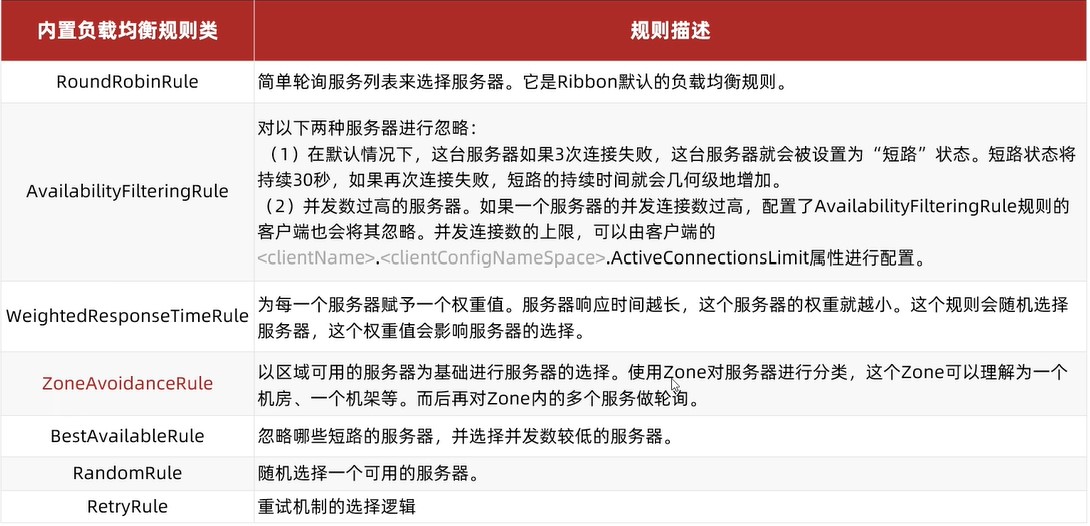 内置负载均衡规则类
规则描述
RoundRobinRule
简单轮询服务列表来选择服务器。它是Ribbon默认的负载均衡规则。
AvailabilityFilteringRule
对以下两种服务器进行忽略：
（1）在默认情况下，这台服务器如果3次连接失败，这台服务器就会被设置为“短路”状态。短路状态将
持续30秒，如果再次连接失败，短路的持续时间就会几何级地增加。
（2）并发数过高的服务器。如果一个服务器的并发连接数过高，配置了AvailabilityFilteringRule规则的
客户端也会将其忽略。并发连接数的上限，可以由客户端的
<clientName>.<clientConfigNameSpace>.ActiveConnectionsLimit属性进行配置。
WeightedResponseTimeRule
为每一个服务器赋予一个权重值。服务器响应时间越长，这个服务器的权重就越小。这个规则会随机选择
服务器，这个权重值会影响服务器的选择。
ZoneAvoidanceRule
以区域可用的服务器为基础进行服务器的选择。使用Zone对服务器进行分类，这个Zone可以理解为一个
机房、一个机架等。而后再对Zone内的多个服务做轮询。
BestAvailableRule
忽略哪些短路的服务器，并选择并发数较低的服务器。
RandomRule
随机选择一个可用的服务器。
RetryRule
重试机制的选择逻辑